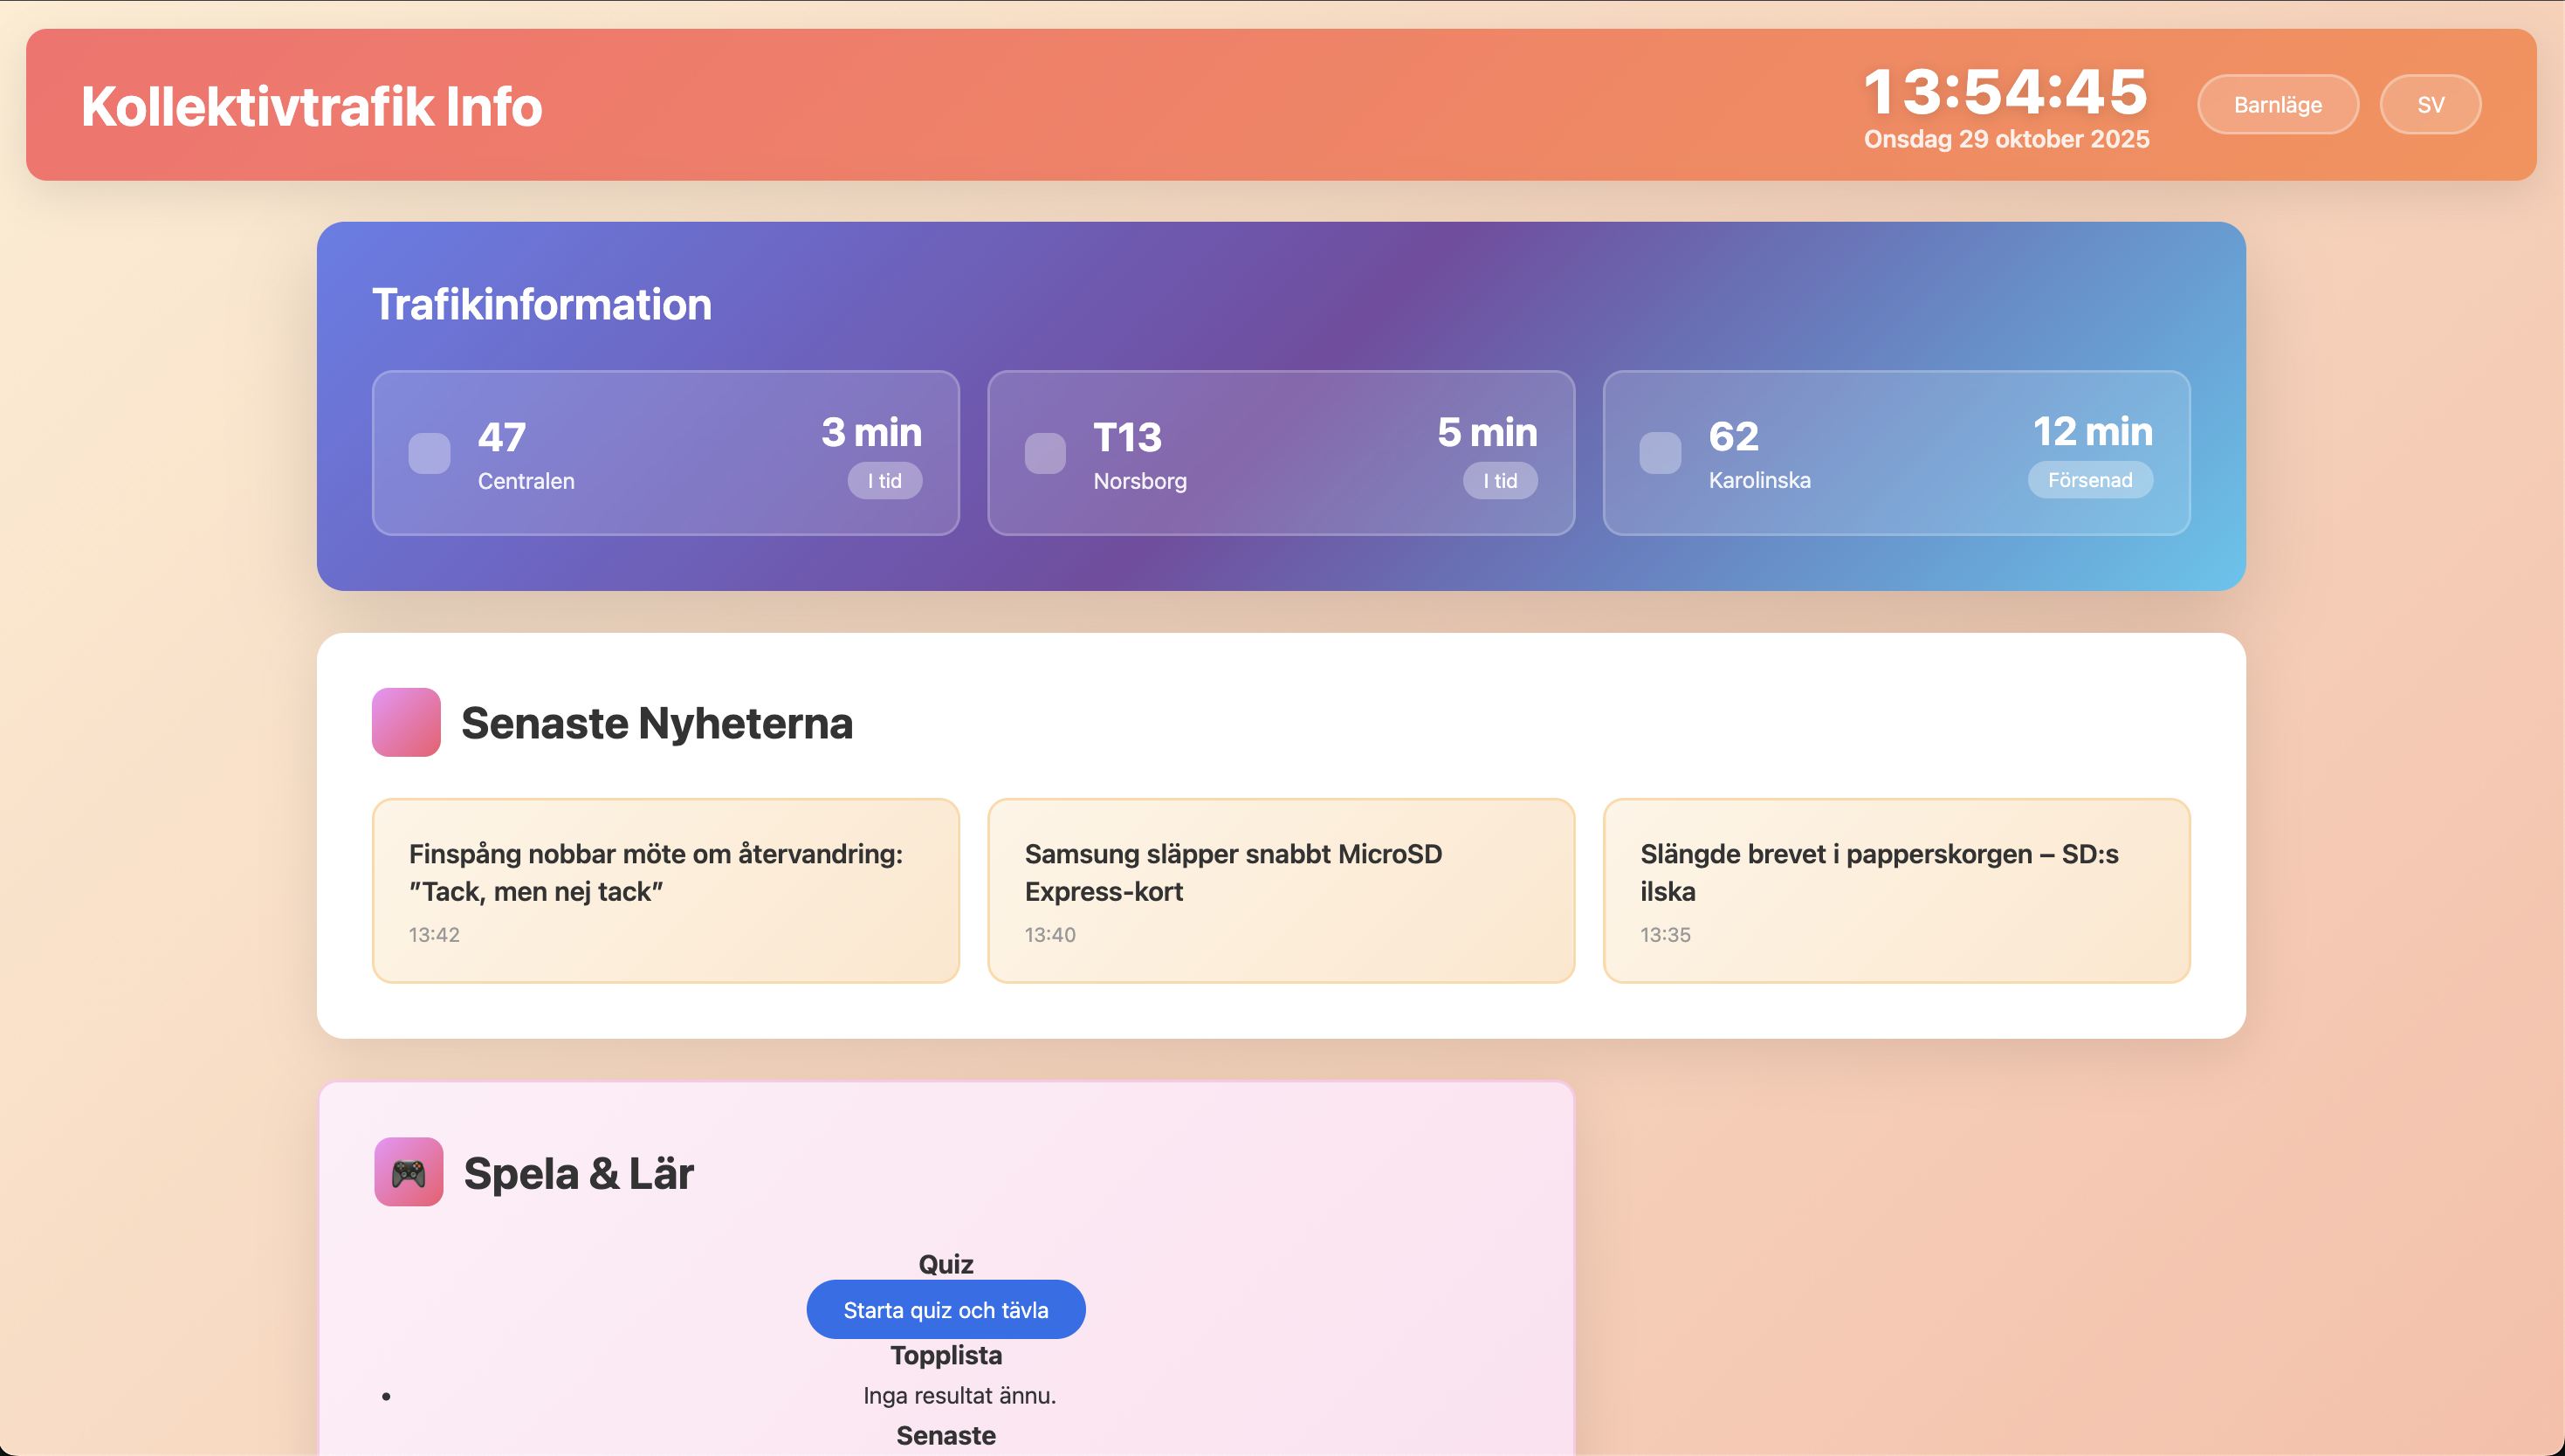 Kollektivtrafik Info
13:54:45
Onsdag 29 oktober 2025
Barnläge
SV
Trafikinformation
47
Centralen
3 min
I tid
T13
Norsborg
5 min
I tid
62
Karolinska
12 min
Försenad
Senaste Nyheterna
Finspång nobbar möte om återvandring:
”Tack, men nej tack”
13:42
Samsung släpper snabbt MicroSD
Express-kort
13:40
Slängde brevet i papperskorgen – SD:s
ilska
13:35
Spela & Lär
Quiz
Starta quiz och tävla
Topplista
• Inga resultat ännu.
Senaste